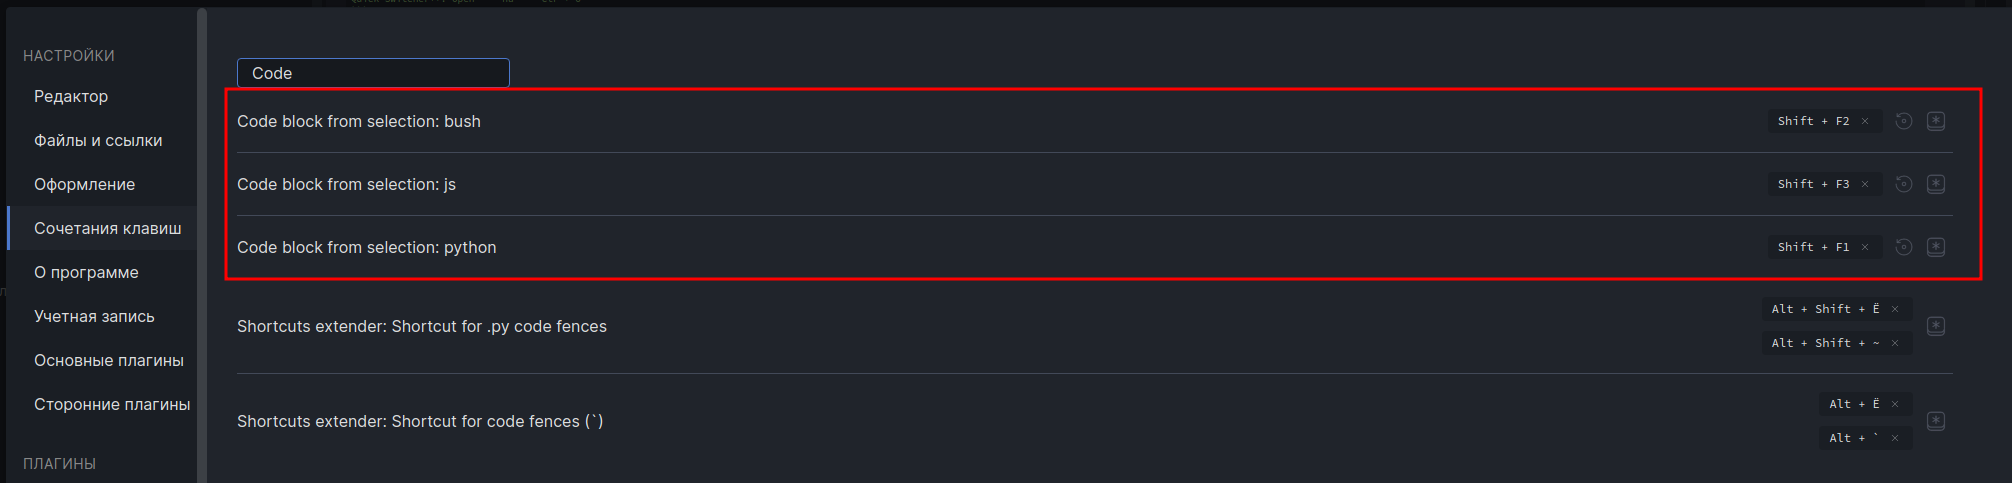 НАСТРОЙКИ
Редактор
Файлы и ссылки
Оформление
Сочетания клавиш
О программе
Учетная запись
Основные плагины
Сторонние плагины
ПЛАГИНЫ
Code
Code block from selection: bush
Shift + F2 ×
Code block from selection: js
Shift + F3 ×
Code block from selection: python
Shift + F1 ×
Shortcuts extender: Shortcut for .py code fences
Alt + Shift + Ё ×
Alt + Shift + ~ ×
Shortcuts extender: Shortcut for code fences (`)
Alt + Ё ×
Alt + ` ×